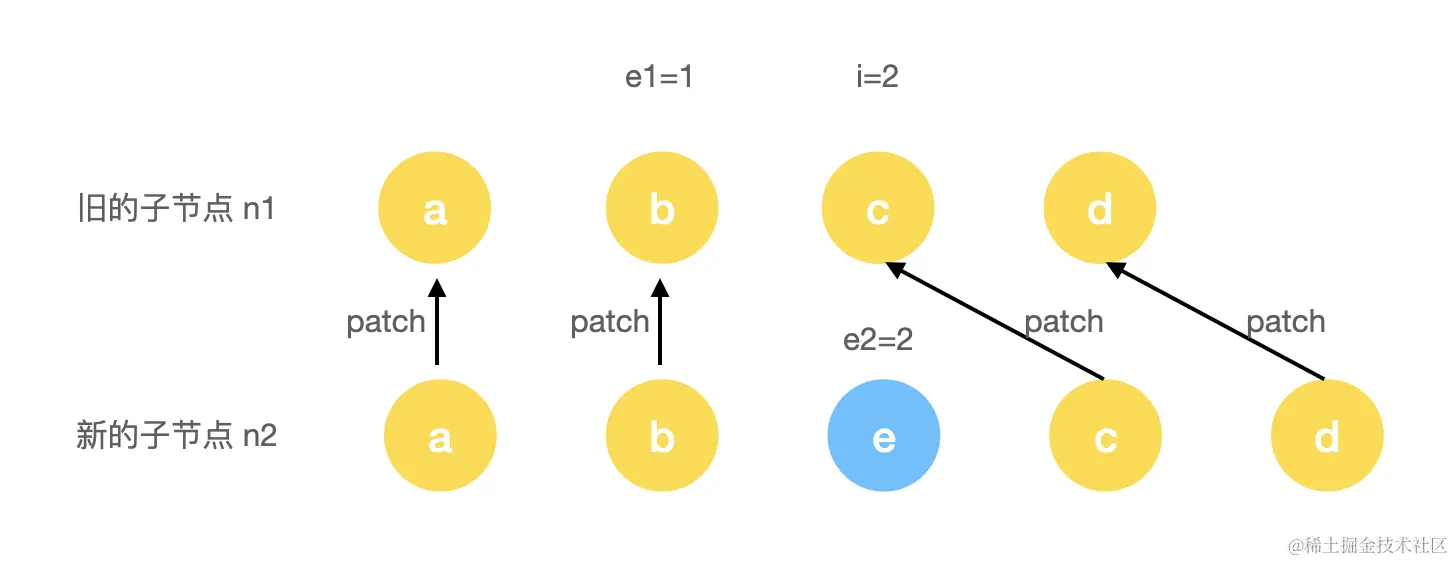 e1=1 i=2
旧的子节点 n1 a b c d
patch patch patch patch
e2=2
新的子节点 n2 a b e c d
@稀土掘金技术社区